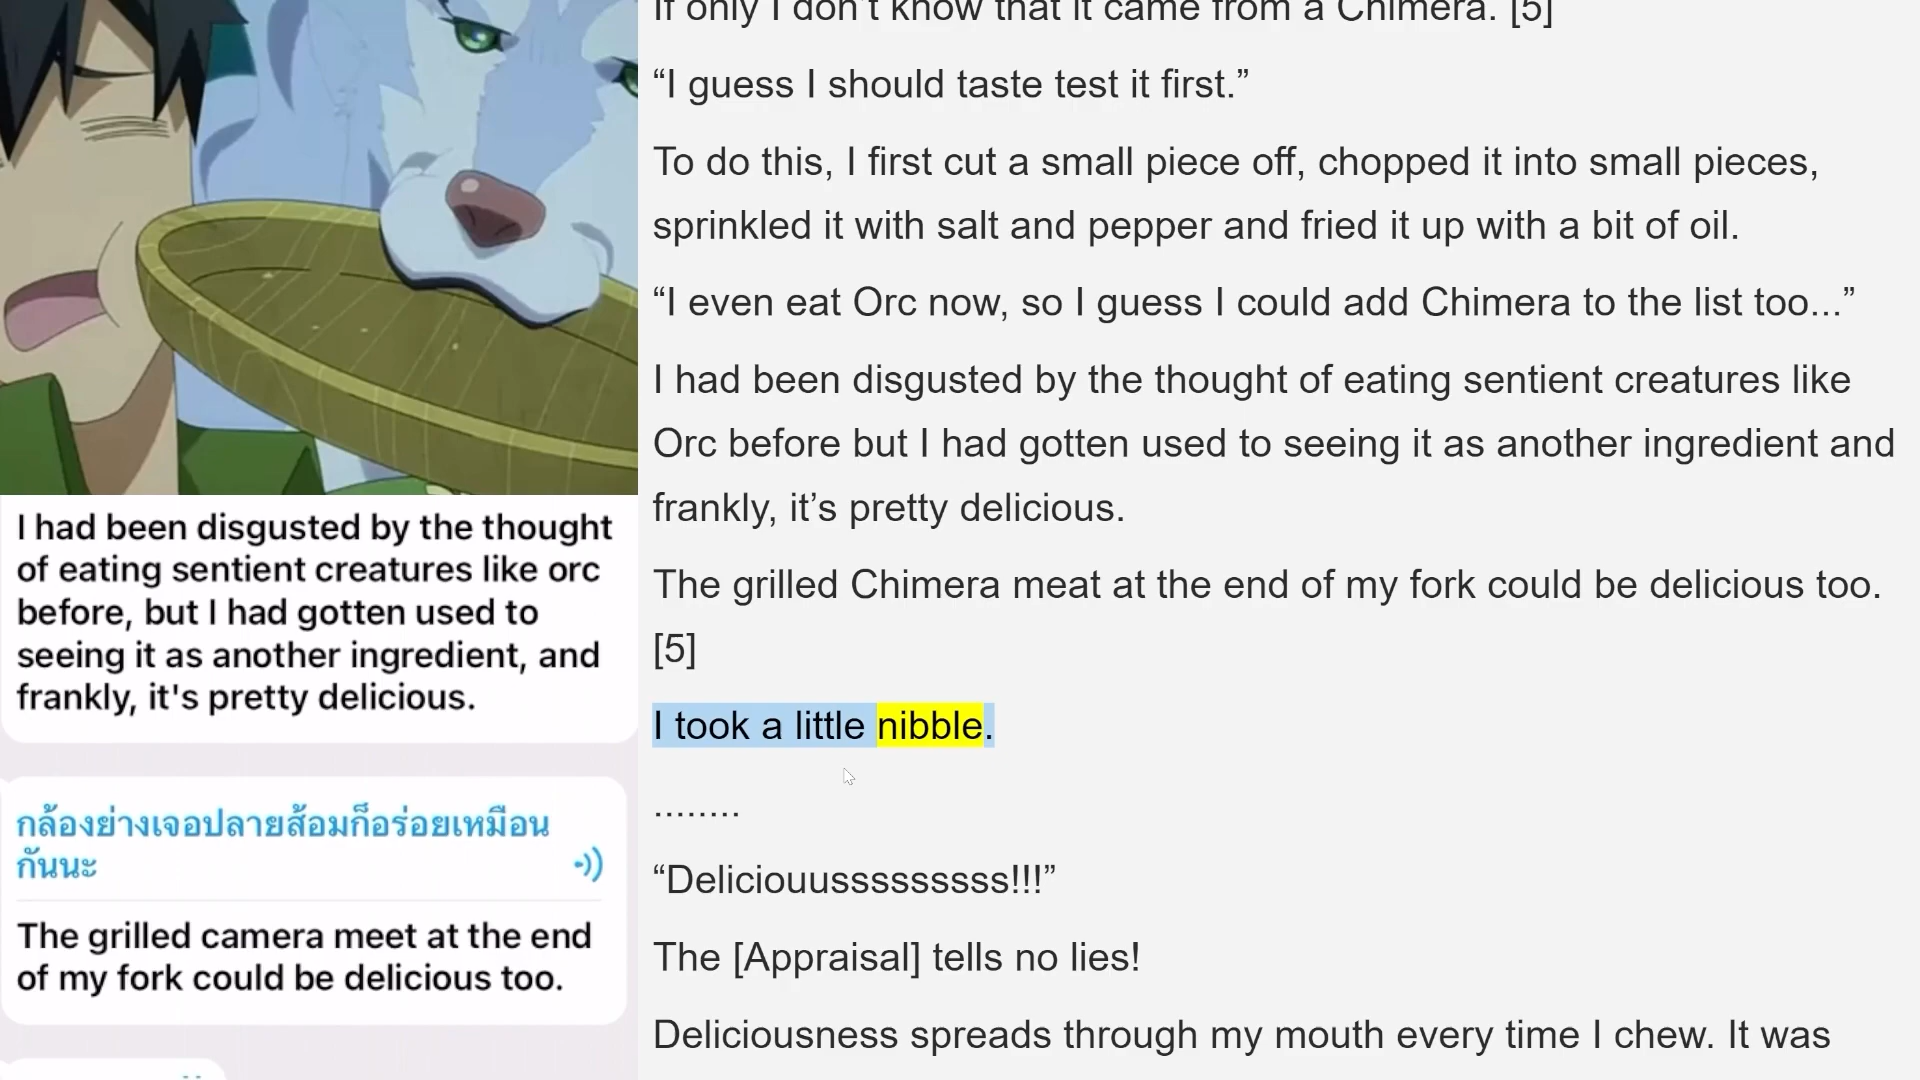 If only I don't know that it came from a Chimera. [5]
“I guess I should taste test it first.”
To do this, I first cut a small piece off, chopped it into small pieces,
sprinkled it with salt and pepper and fried it up with a bit of oil.
“I even eat Orc now, so I guess I could add Chimera to the list too...”
I had been disgusted by the thought of eating sentient creatures like
Orc before but I had gotten used to seeing it as another ingredient and
frankly, it’s pretty delicious.
The grilled Chimera meat at the end of my fork could be delicious too.
[5]
I took a little nibble.
........
“Deliciouusssssssss!!!”
The [Appraisal] tells no lies!
Deliciousness spreads through my mouth every time I chew. It was
I had been disgusted by the thought
of eating sentient creatures like orc
before, but I had gotten used to
seeing it as another ingredient, and
frankly, it's pretty delicious.
กล้องย่างเจอปลายส้อมก็อร่อยเหมือน
กันนะ
The grilled camera meet at the end
of my fork could be delicious too.